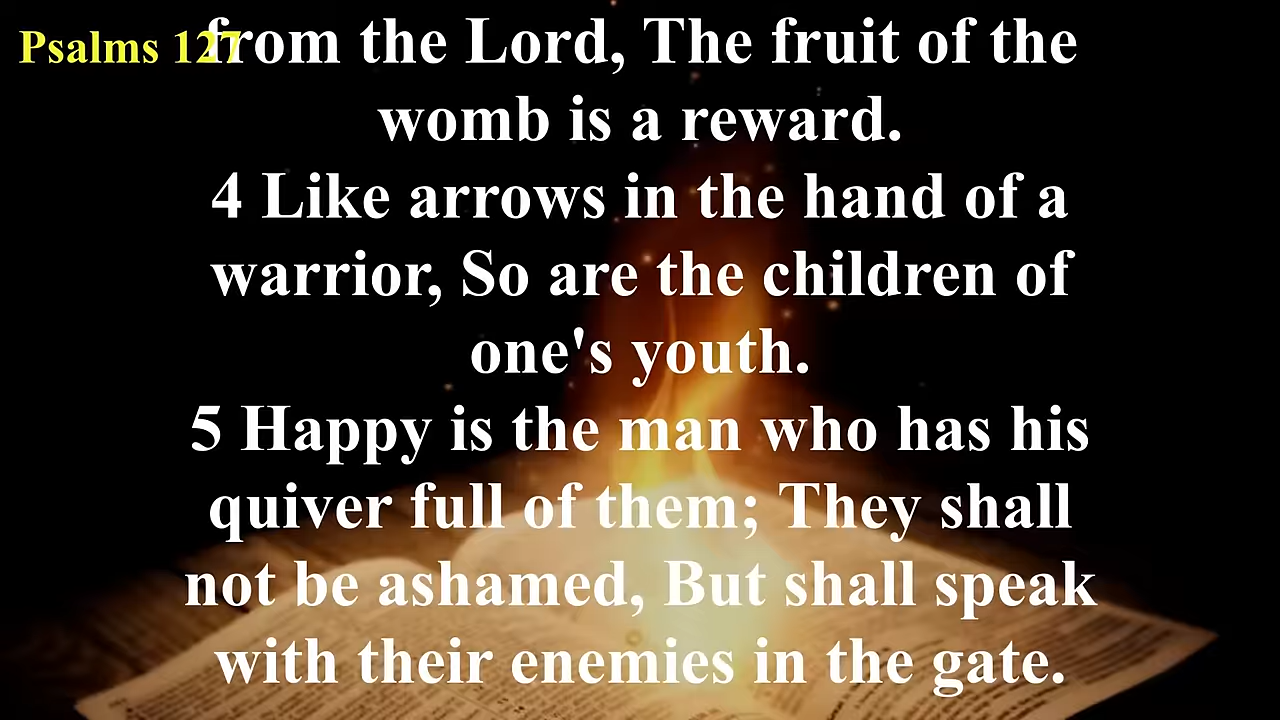 Psalms 127
from the Lord, The fruit of the
womb is a reward.
4 Like arrows in the hand of a
warrior, So are the children of
one's youth.
5 Happy is the man who has his
quiver full of them; They shall
not be ashamed, But shall speak
with their enemies in the gate.